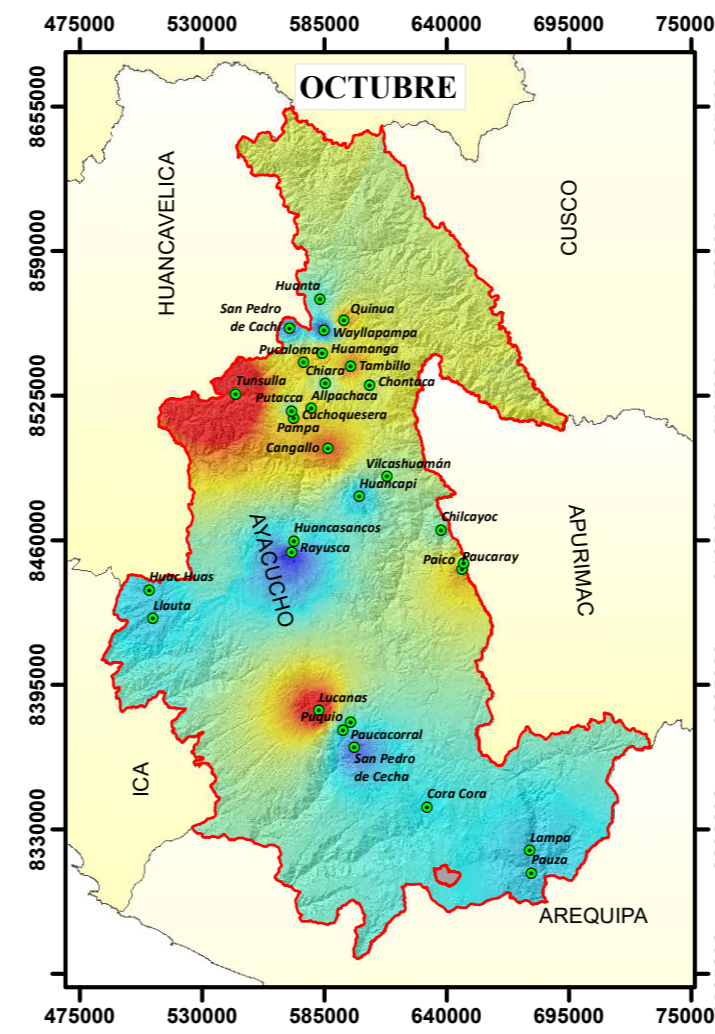 475000 530000 585000 640000 695000 75000
OCTUBRE
8655000
HUANCAVELICA
CUSCO
8590000
Huanta
San Pedro
de Cachi
Quinua
Wayllapampa
Pucaloma
Huamanga
Chiara
Tambillo
Tunsulla
Chontaca
8525000
Putacca
Allpachaca
Cuchoquesera
Pampa
Cangallo
Vilcashuamán
Huancapi
Chilcayoc
APURIMAC
AYACUCHO
Huancasancos
Rayusca
8460000
Paico
Paucaray
Huac Huas
Llauta
8395000
Lucanas
Puquio
Paucacorral
San Pedro
de Cecha
ICA
Cora Cora
8330000
Lampa
Pauza
AREQUIPA
475000 530000 585000 640000 695000 75000